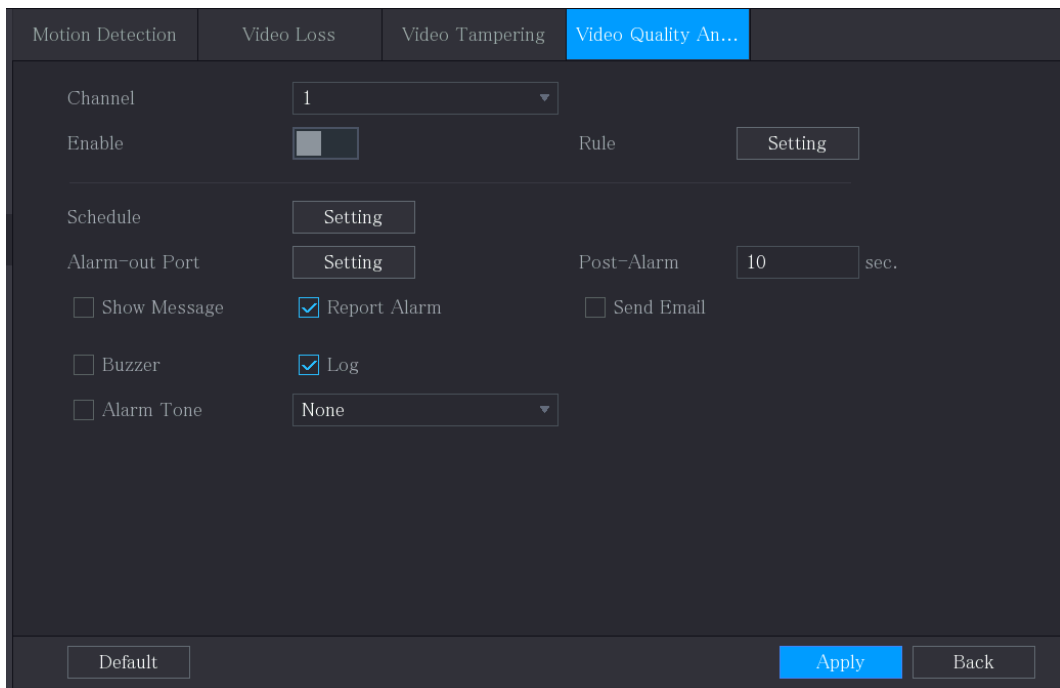 Motion Detection Video Loss Video Tampering Video Quality An...
Channel 1
Enable Rule Setting
Schedule Setting
Alarm-out Port Setting Post-Alarm 10 sec.
Show Message Report Alarm Send Email
Buzzer Log
Alarm Tone None
Default Apply Back